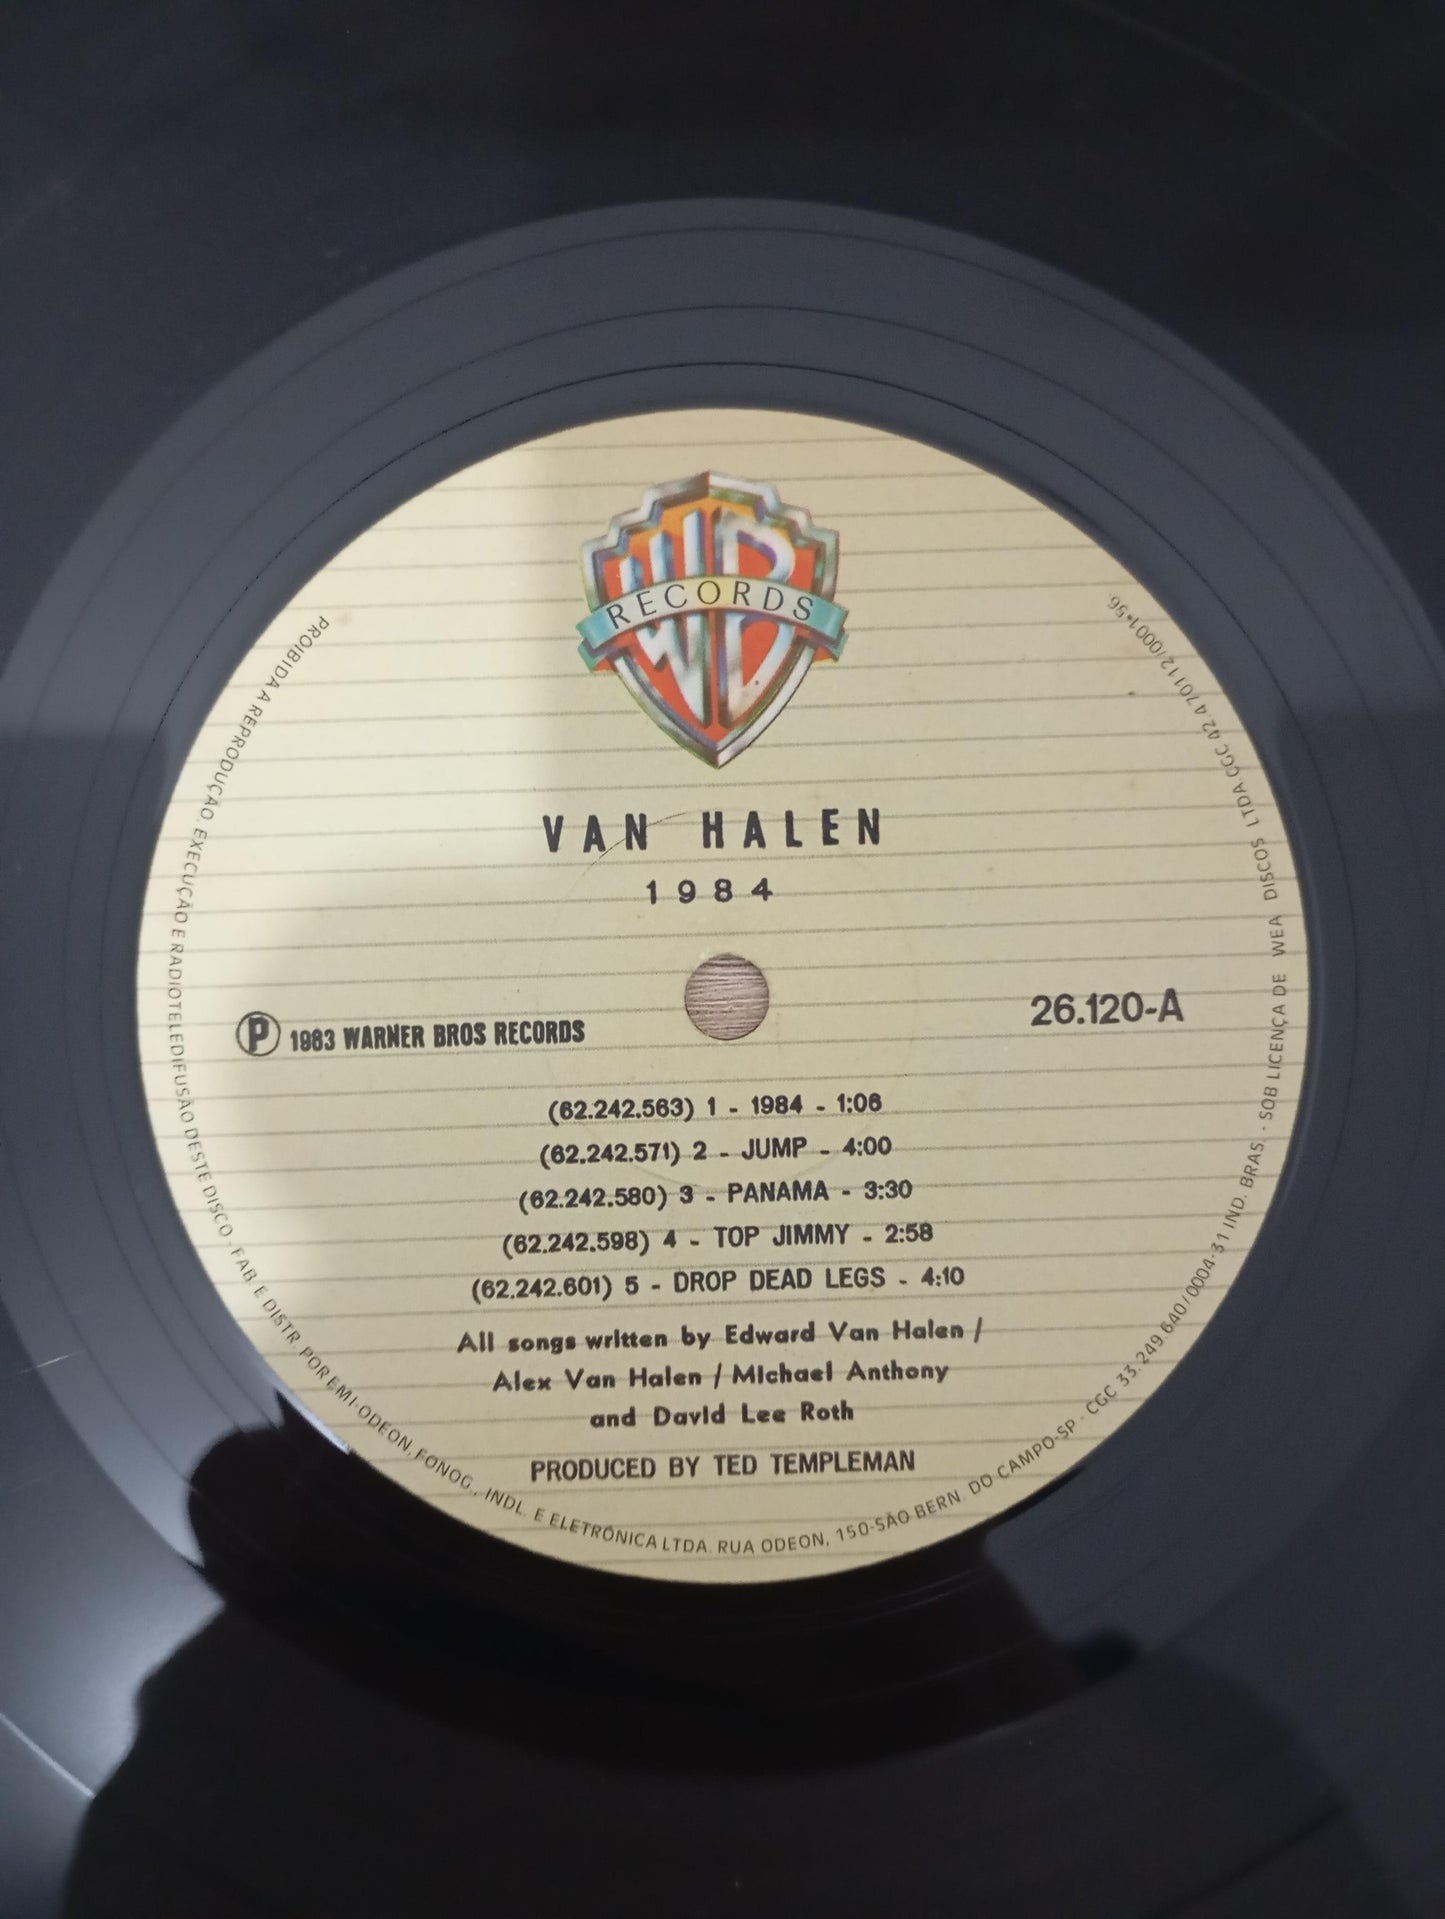 WB
RECORDS
VAN HALEN
1984
Ⓟ 1983 WARNER BROS RECORDS
26.120-A
(62.242.563) 1 - 1984 - 1:06
(62.242.571) 2 - JUMP - 4:00
(62.242.580) 3 - PANAMA - 3:30
(62.242.598) 4 - TOP JIMMY - 2:58
(62.242.601) 5 - DROP DEAD LEGS - 4:10
All songs written by Edward Van Halen /
Alex Van Halen / Michael Anthony
and David Lee Roth
PRODUCED BY TED TEMPLEMAN
PROIBIDA A REPRODUÇÃO, EXECUÇÃO E RADIOTELEDIFUSÃO DESTE DISCO - FAB. E DISTR. POR EMI-ODEON, FONOG., INDL. E ELETRÔNICA LTDA. RUA ODEON, 150-SÃO BERN. DO CAMPO-SP - CGC 33.249.640/0004-31 IND. BRAS. - SOB LICENÇA DE WEA DISCOS LTDA.CGC 42.470112/0001-56.